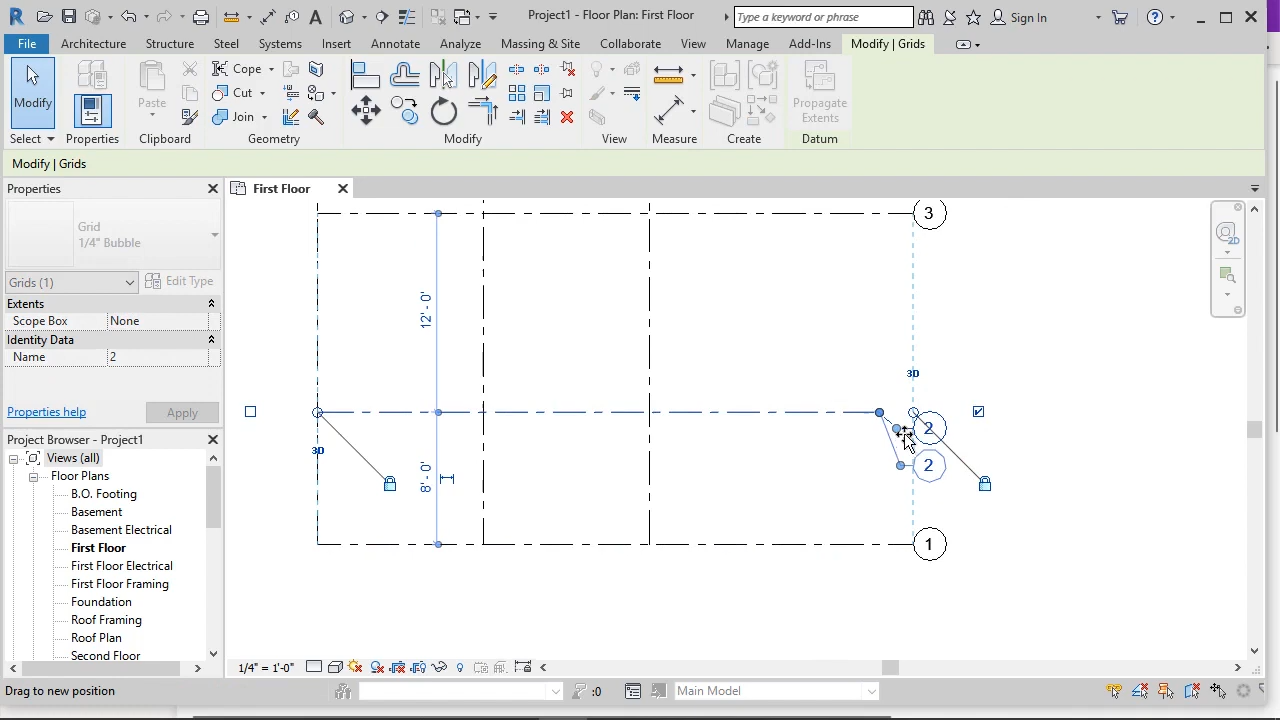 Project1 - Floor Plan: First Floor
Type a keyword or phrase
Sign In
File Architecture Structure Steel Systems Insert Annotate Analyze Massing & Site Collaborate View Manage Add-Ins Modify | Grids
Modify
Paste
Cope
Cut
Join
Propagate
Extents
Select Properties Clipboard Geometry Modify View Measure Create Datum
Modify | Grids
Properties
First Floor
Grid
1/4" Bubble
Grids (1)
Edit Type
Extents
Scope Box None
Identity Data
Name 2
Properties help
Apply
Project Browser - Project1
Views (all)
Floor Plans
B.O. Footing
Basement
Basement Electrical
First Floor
First Floor Electrical
First Floor Framing
Foundation
Roof Framing
Roof Plan
Second Floor
3
12' - 0"
3D
2
3D
8' - 0"
2
1
2D
1/4" = 1'-0"
Drag to new position
:0
Main Model